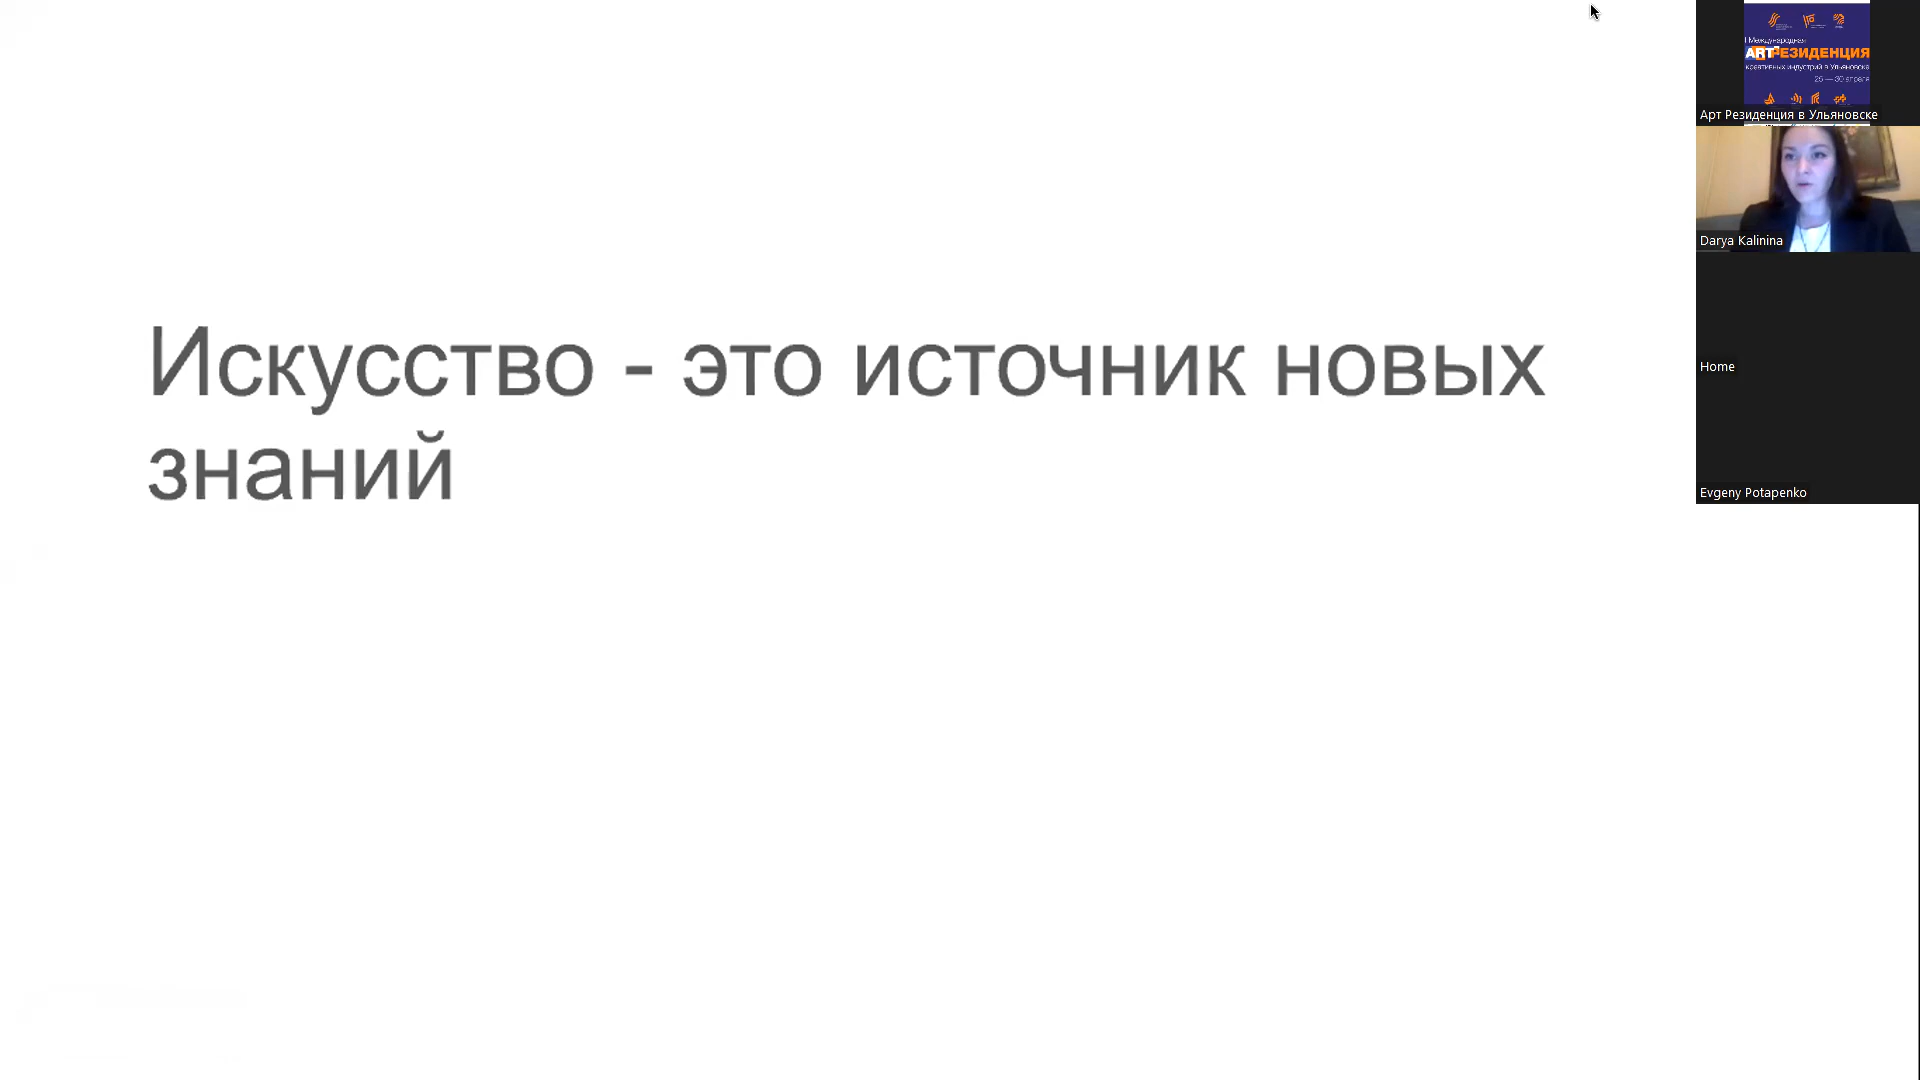 Искусство - это источник новых
знаний
I Международная
АРТРЕЗИДЕНЦИЯ
креативных индустрий в Ульяновске
25 — 30 апреля
Арт Резиденция в Ульяновске
Darya Kalinina
Home
Evgeny Potapenko